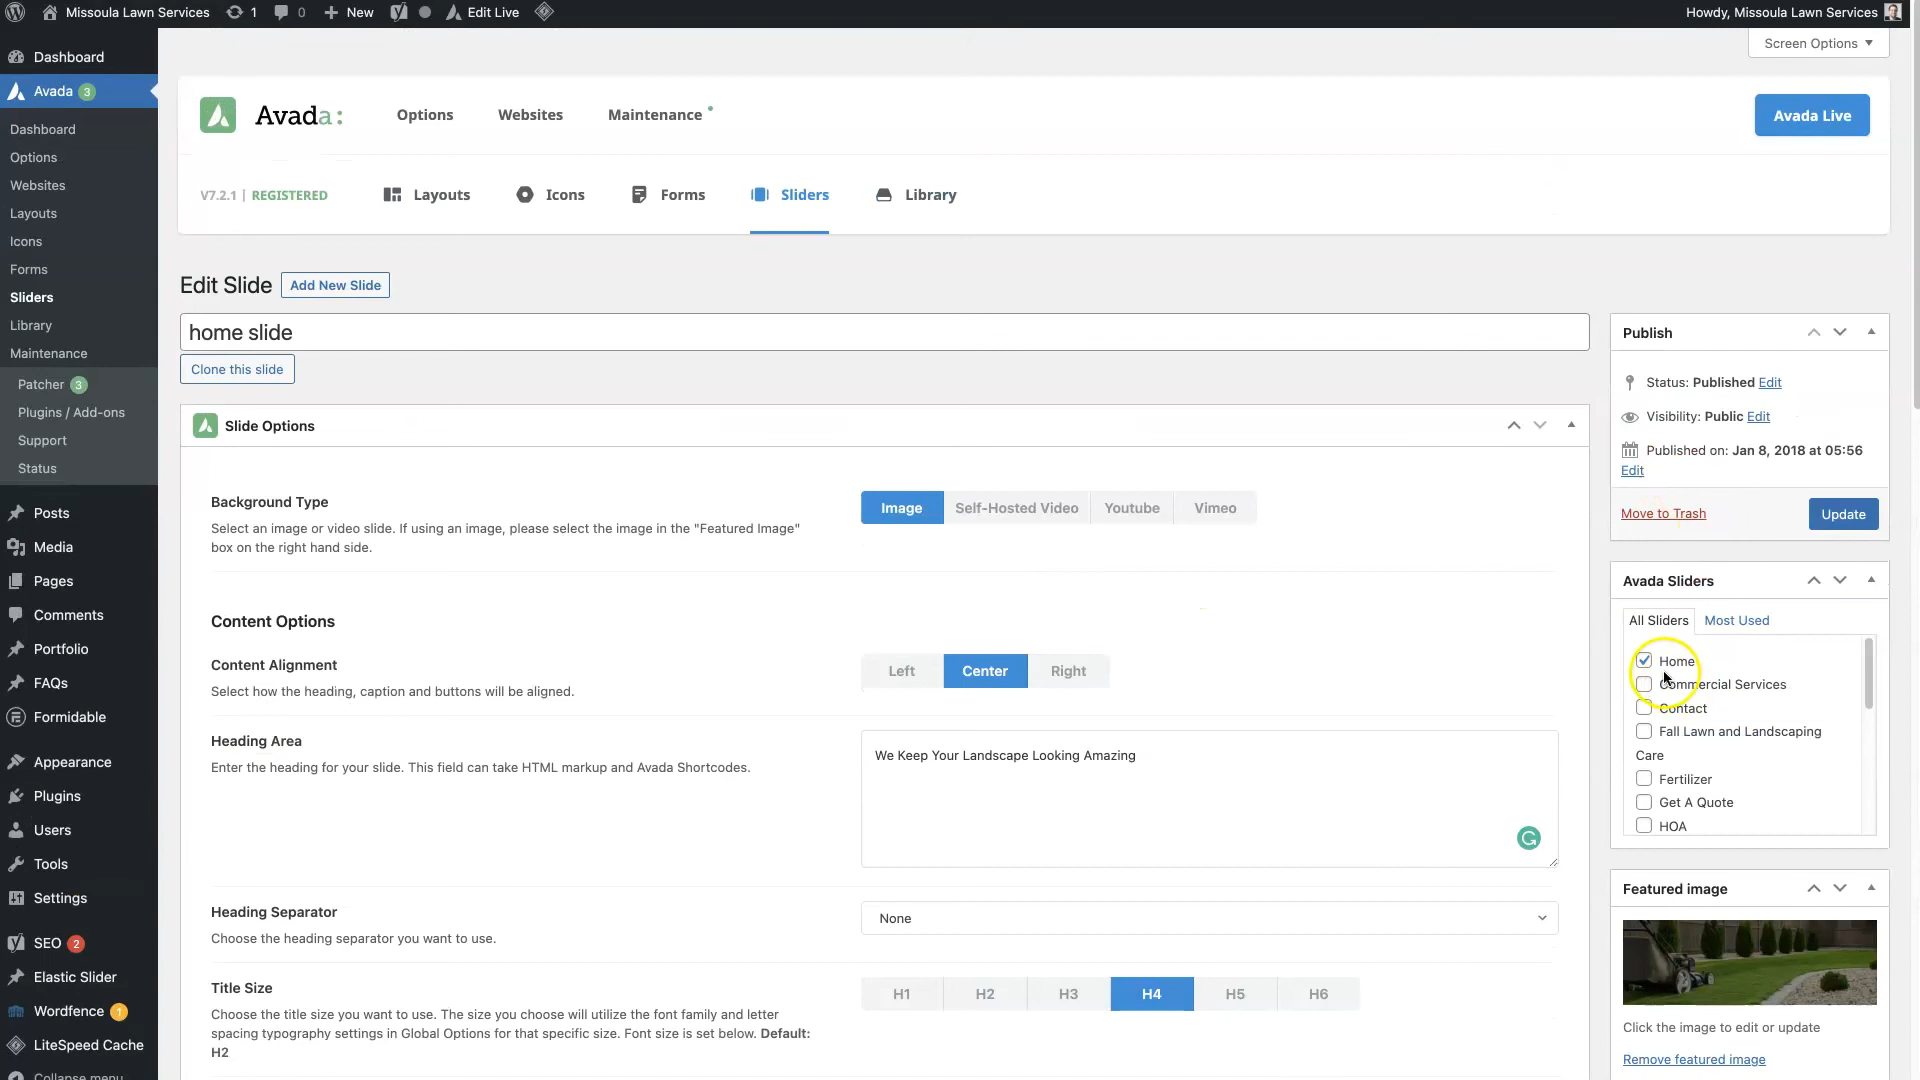 Missoula Lawn Services
1
0
New
Edit Live
Howdy, Missoula Lawn Services
Screen Options
Dashboard
Avada 3
Dashboard
Options
Websites
Layouts
Icons
Forms
Sliders
Library
Maintenance
Patcher 3
Plugins / Add-ons
Support
Status
Posts
Media
Pages
Comments
Portfolio
FAQs
Formidable
Appearance
Plugins
Users
Tools
Settings
SEO 2
Elastic Slider
Wordfence 1
LiteSpeed Cache
Collapse menu
Avada:
Options
Websites
Maintenance
Avada Live
V7.2.1 | REGISTERED
Layouts
Icons
Forms
Sliders
Library
Edit Slide
Add New Slide
home slide
Clone this slide
Slide Options
Background Type
Select an image or video slide. If using an image, please select the image in the "Featured Image"
box on the right hand side.
Image
Self-Hosted Video
Youtube
Vimeo
Content Options
Content Alignment
Select how the heading, caption and buttons will be aligned.
Left
Center
Right
Heading Area
Enter the heading for your slide. This field can take HTML markup and Avada Shortcodes.
We Keep Your Landscape Looking Amazing
Heading Separator
Choose the heading separator you want to use.
None
Title Size
Choose the title size you want to use. The size you choose will utilize the font family and letter
spacing typography settings in Global Options for that specific size. Font size is set below. Default:
H2
H1
H2
H3
H4
H5
H6
Publish
Status: Published Edit
Visibility: Public Edit
Published on: Jan 8, 2018 at 05:56
Edit
Move to Trash
Update
Avada Sliders
All Sliders
Most Used
Home
Commercial Services
Contact
Fall Lawn and Landscaping
Care
Fertilizer
Get A Quote
HOA
Featured image
Click the image to edit or update
Remove featured image